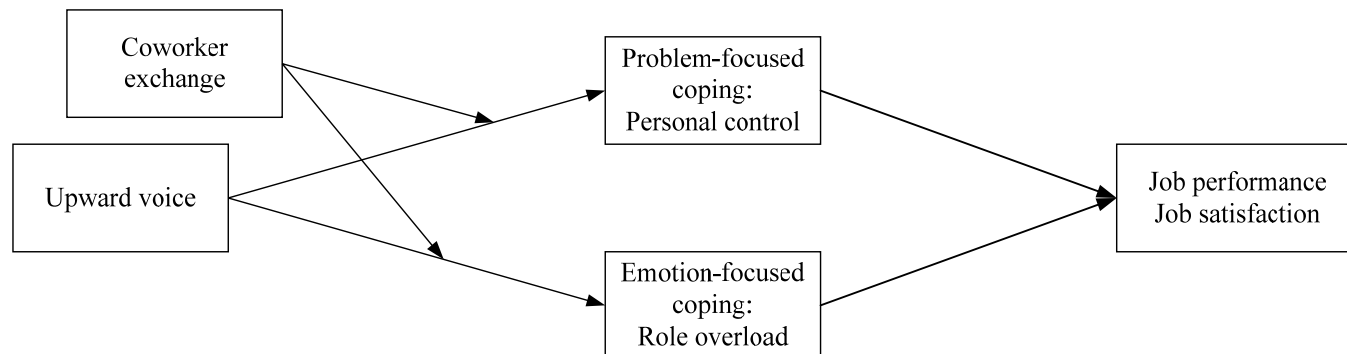 Coworker
exchange
Upward voice
Problem-focused
coping:
Personal control
Emotion-focused
coping:
Role overload
Job performance
Job satisfaction